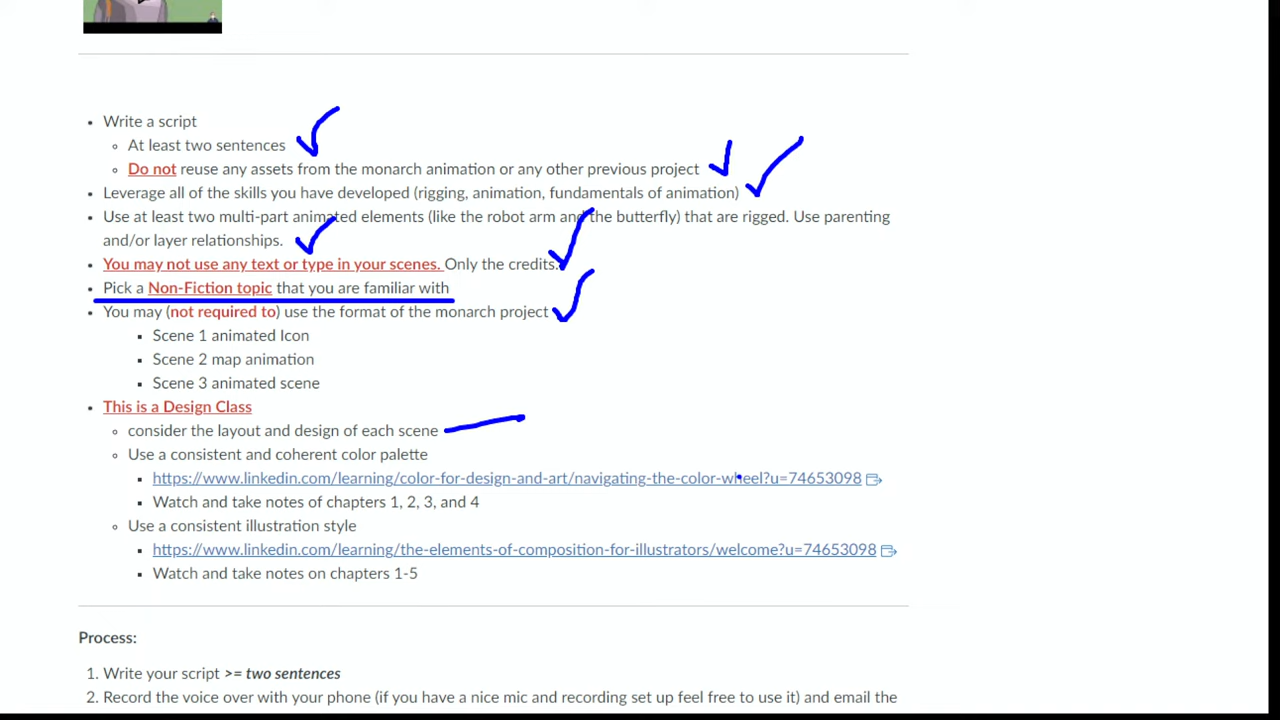 Write a script
At least two sentences
Do not reuse any assets from the monarch animation or any other previous project
Leverage all of the skills you have developed (rigging, animation, fundamentals of animation)
Use at least two multi-part animated elements (like the robot arm and the butterfly) that are rigged. Use parenting
and/or layer relationships.
You may not use any text or type in your scenes. Only the credits.
Pick a Non-Fiction topic that you are familiar with
You may (not required to) use the format of the monarch project
Scene 1 animated Icon
Scene 2 map animation
Scene 3 animated scene
This is a Design Class
consider the layout and design of each scene
Use a consistent and coherent color palette
https://www.linkedin.com/learning/color-for-design-and-art/navigating-the-color-wheel?u=74653098
Watch and take notes of chapters 1, 2, 3, and 4
Use a consistent illustration style
https://www.linkedin.com/learning/the-elements-of-composition-for-illustrators/welcome?u=74653098
Watch and take notes on chapters 1-5
Process:
1. Write your script >= two sentences
2. Record the voice over with your phone (if you have a nice mic and recording set up feel free to use it) and email the